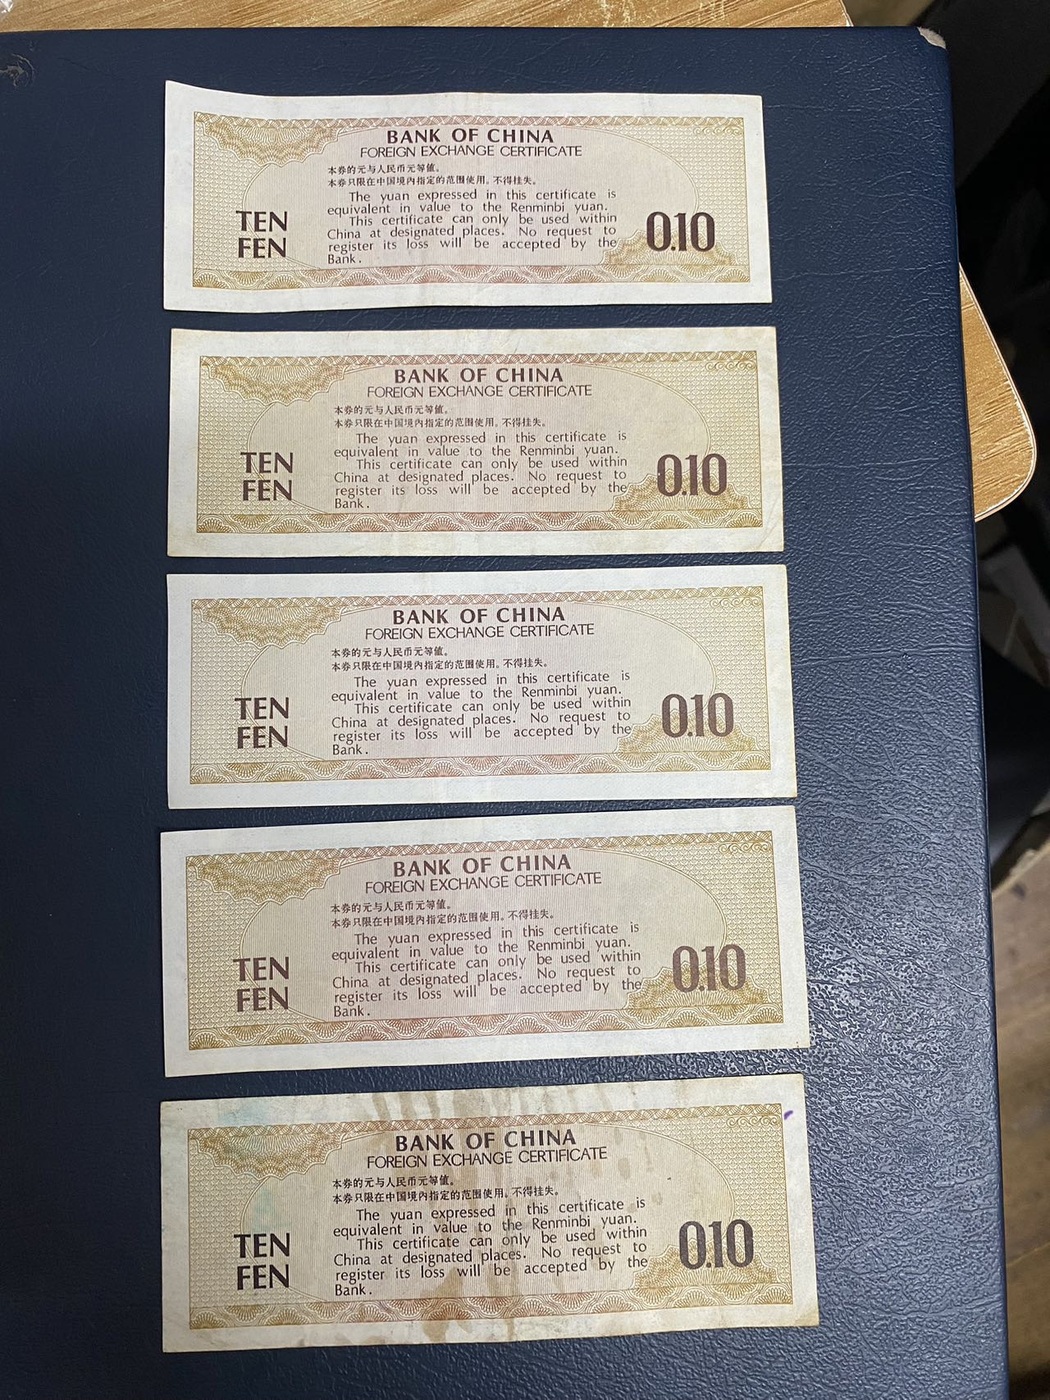 BANK OF CHINA
FOREIGN EXCHANGE CERTIFICATE
本券的元与人民币元等值。
本券只限在中国境内指定的范围使用。不得挂失。
The yuan expressed in this certificate is
equivalent in value to the Renminbi yuan.
This certificate can only be used within
China at designated places. No request to
register its loss will be accepted by the
Bank.
TEN
FEN
0.10
BANK OF CHINA
FOREIGN EXCHANGE CERTIFICATE
本券的元与人民币元等值。
本券只限在中国境内指定的范围使用。不得挂失。
The yuan expressed in this certificate is
equivalent in value to the Renminbi yuan.
This certificate can only be used within
China at designated places. No request to
register its loss will be accepted by the
Bank.
TEN
FEN
0.10
BANK OF CHINA
FOREIGN EXCHANGE CERTIFICATE
本券的元与人民币元等值。
本券只限在中国境内指定的范围使用。不得挂失。
The yuan expressed in this certificate is
equivalent in value to the Renminbi yuan.
This certificate can only be used within
China at designated places. No request to
register its loss will be accepted by the
Bank.
TEN
FEN
0.10
BANK OF CHINA
FOREIGN EXCHANGE CERTIFICATE
本券的元与人民币元等值。
本券只限在中国境内指定的范围使用。不得挂失。
The yuan expressed in this certificate is
equivalent in value to the Renminbi yuan.
This certificate can only be used within
China at designated places. No request to
register its loss will be accepted by the
Bank.
TEN
FEN
0.10
BANK OF CHINA
FOREIGN EXCHANGE CERTIFICATE
本券的元与人民币元等值。
本券只限在中国境内指定的范围使用。不得挂失。
The yuan expressed in this certificate is
equivalent in value to the Renminbi yuan.
This certificate can only be used within
China at designated places. No request to
register its loss will be accepted by the
Bank.
TEN
FEN
0.10